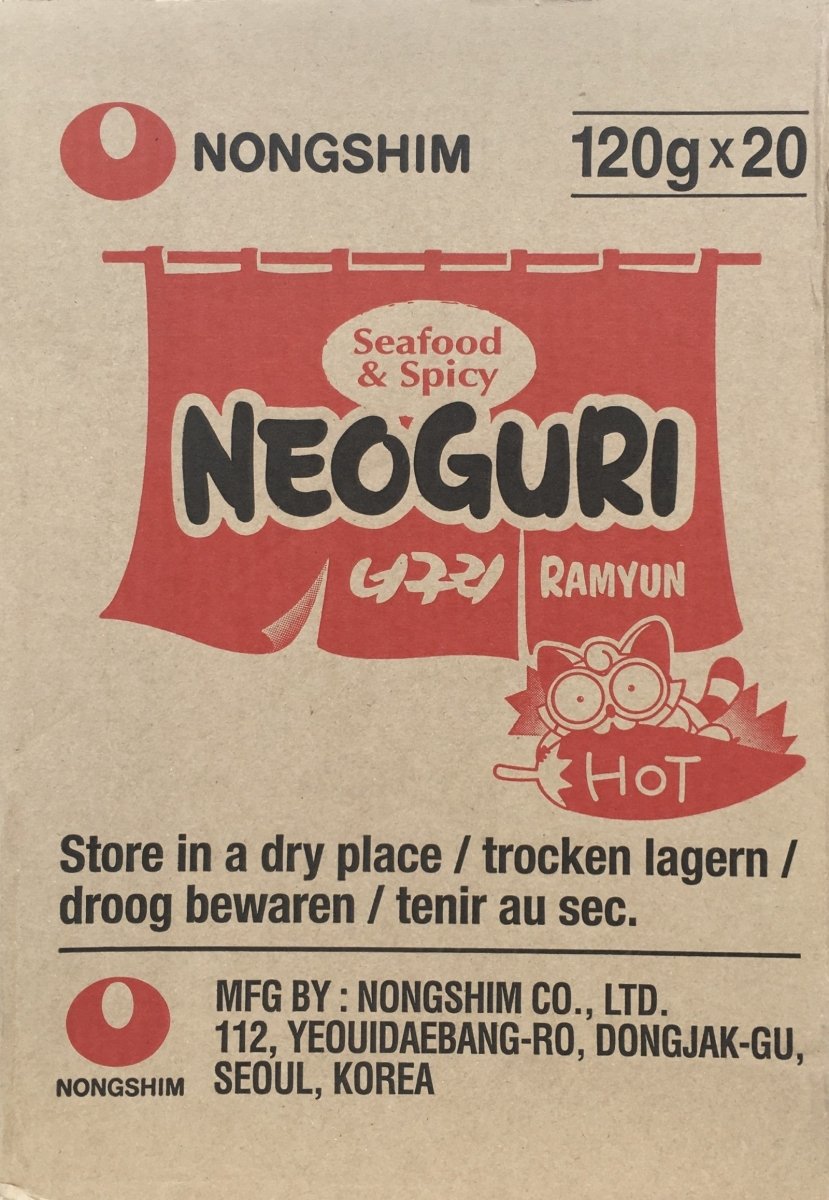 NONGSHIM
120g x 20
Seafood
& Spicy
NEOGURI
너구리 RAMYUN
HOT
Store in a dry place / trocken lagern /
droog bewaren / tenir au sec.
MFG BY : NONGSHIM CO., LTD.
112, YEOUIDAEBANG-RO, DONGJAK-GU,
SEOUL, KOREA
NONGSHIM